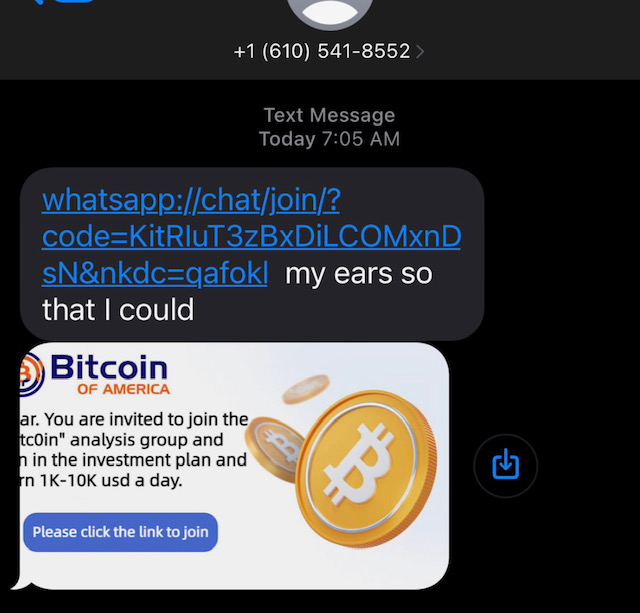 +1 (610) 541-8552
Text Message
Today 7:05 AM
whatsapp://chat/join/?
code=KitRIuT3zBxDiLCOMxnD
sN&nkdc=qafokl my ears so
that I could
Bitcoin
OF AMERICA
ar. You are invited to join the
tc0in" analysis group and
n in the investment plan and
rn 1K-10K usd a day.
Please click the link to join